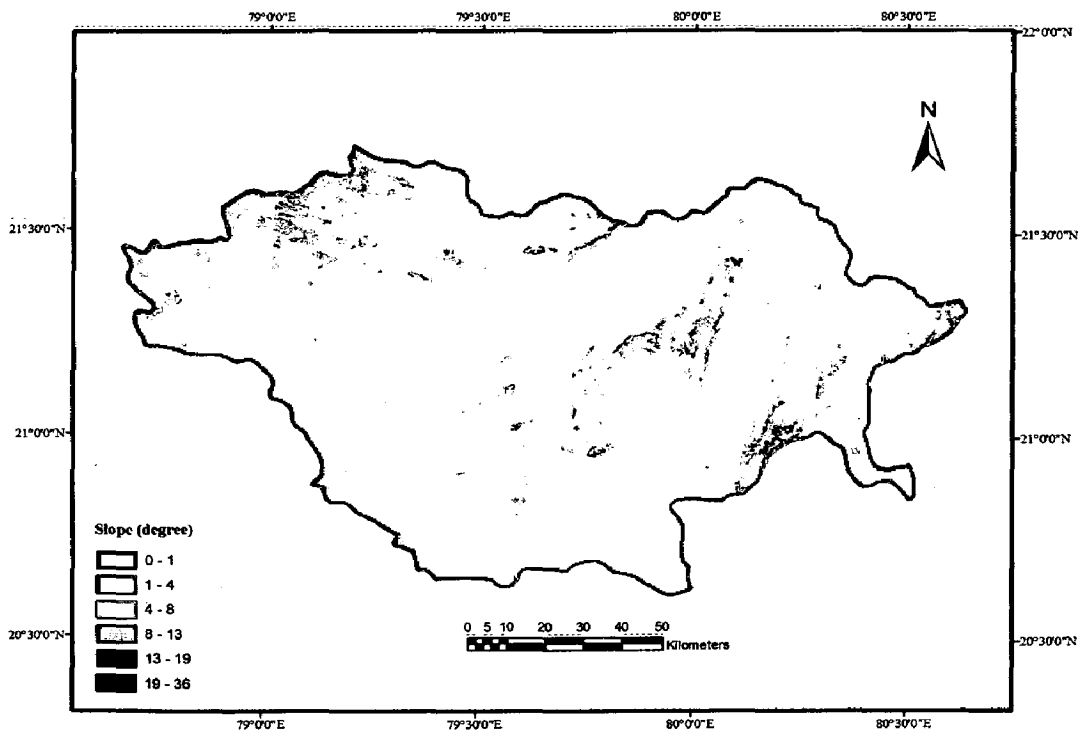 79°0'0"E 79°30'0"E 80°0'0"E 80°30'0"E
22°0'0"N
N
21°30'0"N 21°30'0"N
21°0'0"N 21°0'0"N
Slope (degree)
0 - 1
1 - 4
4 - 8
8 - 13
13 - 19
19 - 36
20°30'0"N 20°30'0"N
0 5 10 20 30 40 50
Kilometers
79°0'0"E 79°30'0"E 80°0'0"E 80°30'0"E